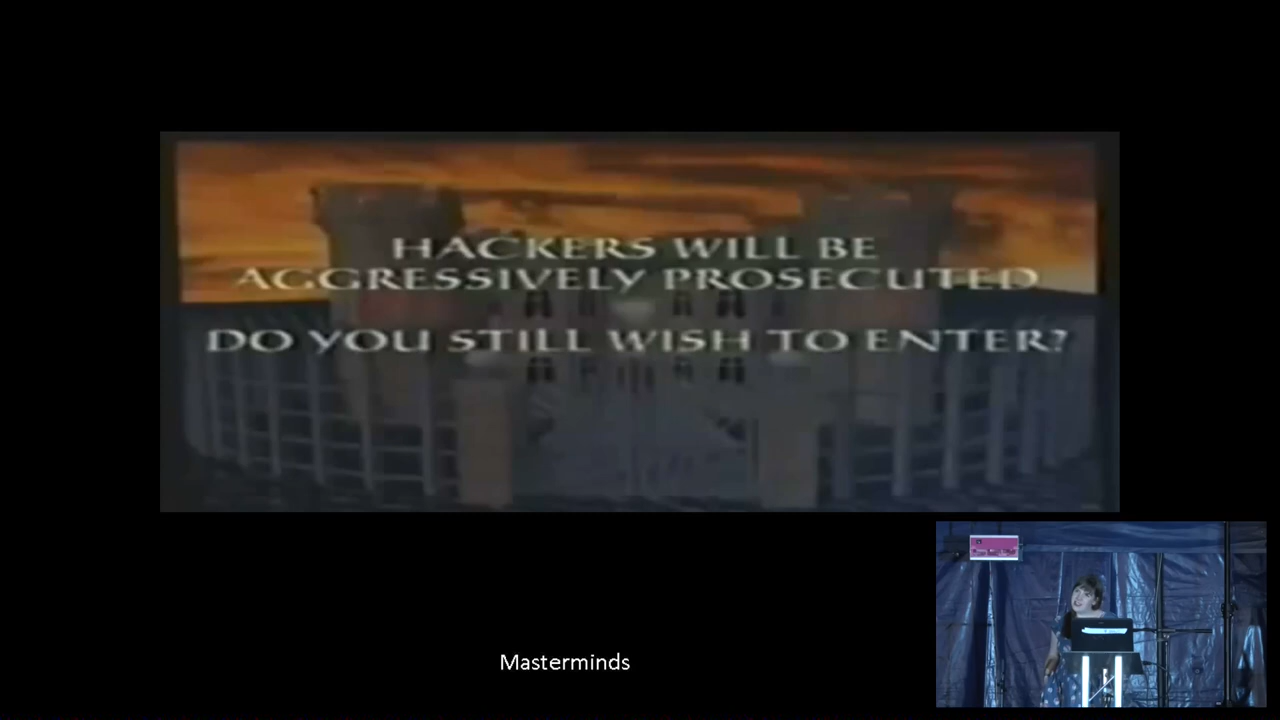 HACKERS WILL BE
AGGRESSIVELY PROSECUTED
DO YOU STILL WISH TO ENTER?
Masterminds